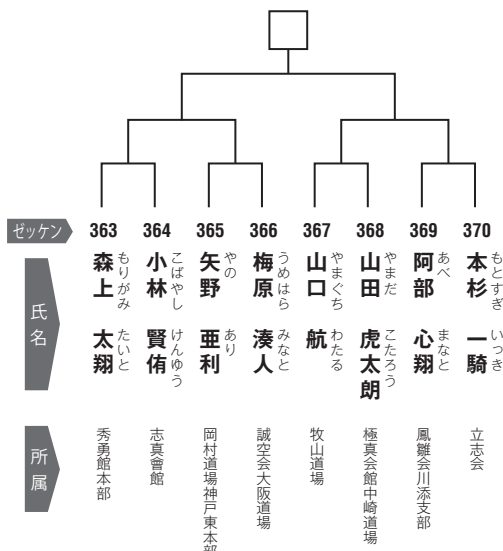 ゼッケン
363
364
365
366
367
368
369
370
氏名
森上 太翔
もりがみ たいと
小林 賢侑
こばやし けんゆう
矢野 亜利
やの あり
梅原 湊人
うめはら みなと
山口 航
やまぐち わたる
山田 虎太朗
やまだ こたろう
阿部 心翔
あべ まなと
本杉 一騎
もとすぎ いっき
所属
秀勇館本部
志真會館
岡村道場神戸東本部
誠空会大阪道場
牧山道場
極真会館中崎道場
鳳雛会川添支部
立志会